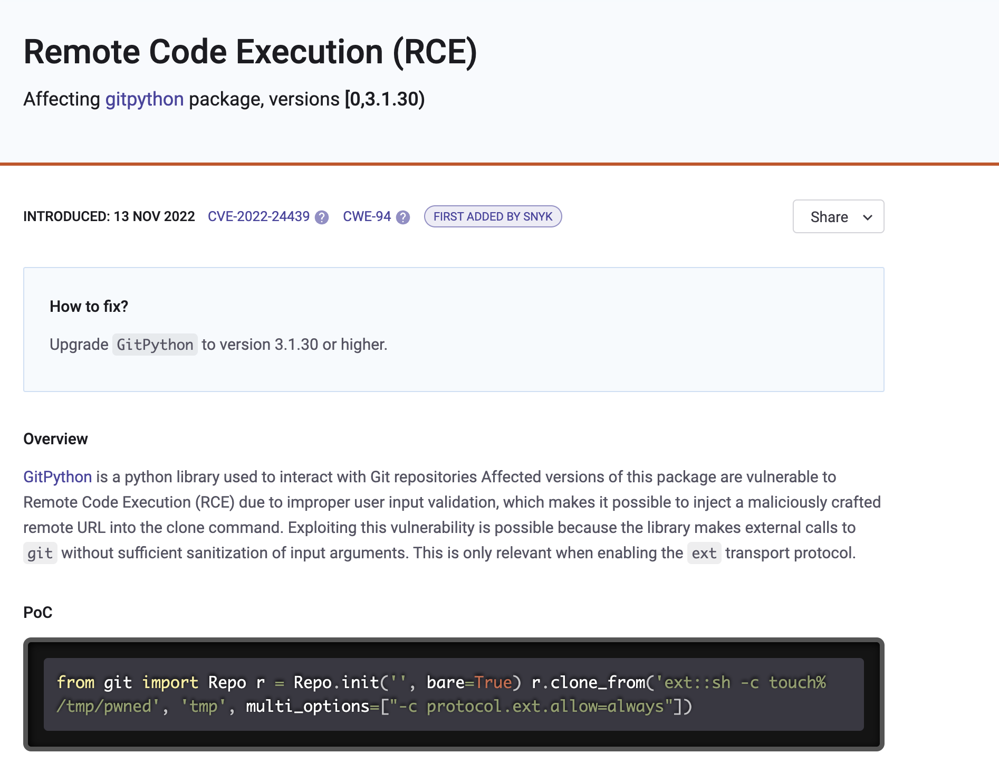 Remote Code Execution (RCE)
Affecting gitpython package, versions [0,3.1.30)
INTRODUCED: 13 NOV 2022 CVE-2022-24439 ? CWE-94 ? FIRST ADDED BY SNYK Share
How to fix?
Upgrade GitPython to version 3.1.30 or higher.
Overview
GitPython is a python library used to interact with Git repositories Affected versions of this package are vulnerable to
Remote Code Execution (RCE) due to improper user input validation, which makes it possible to inject a maliciously crafted
remote URL into the clone command. Exploiting this vulnerability is possible because the library makes external calls to
git without sufficient sanitization of input arguments. This is only relevant when enabling the ext transport protocol.
PoC
from git import Repo r = Repo.init('', bare=True) r.clone_from('ext::sh -c touch%
/tmp/pwned', 'tmp', multi_options=["-c protocol.ext.allow=always"])